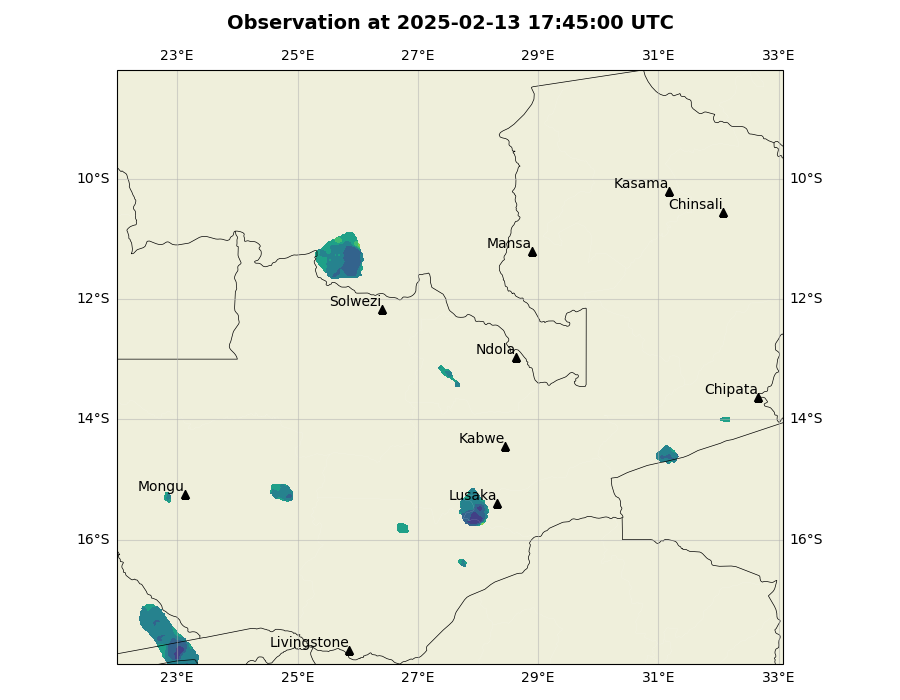 Observation at 2025-02-13 17:45:00 UTC
23°E 25°E 27°E 29°E 31°E 33°E
10°S 10°S
Kasama
Chinsali
Mansa
12°S 12°S
Solwezi
Ndola
Chipata
14°S 14°S
Kabwe
Mongu
Lusaka
16°S 16°S
Livingstone
23°E 25°E 27°E 29°E 31°E 33°E